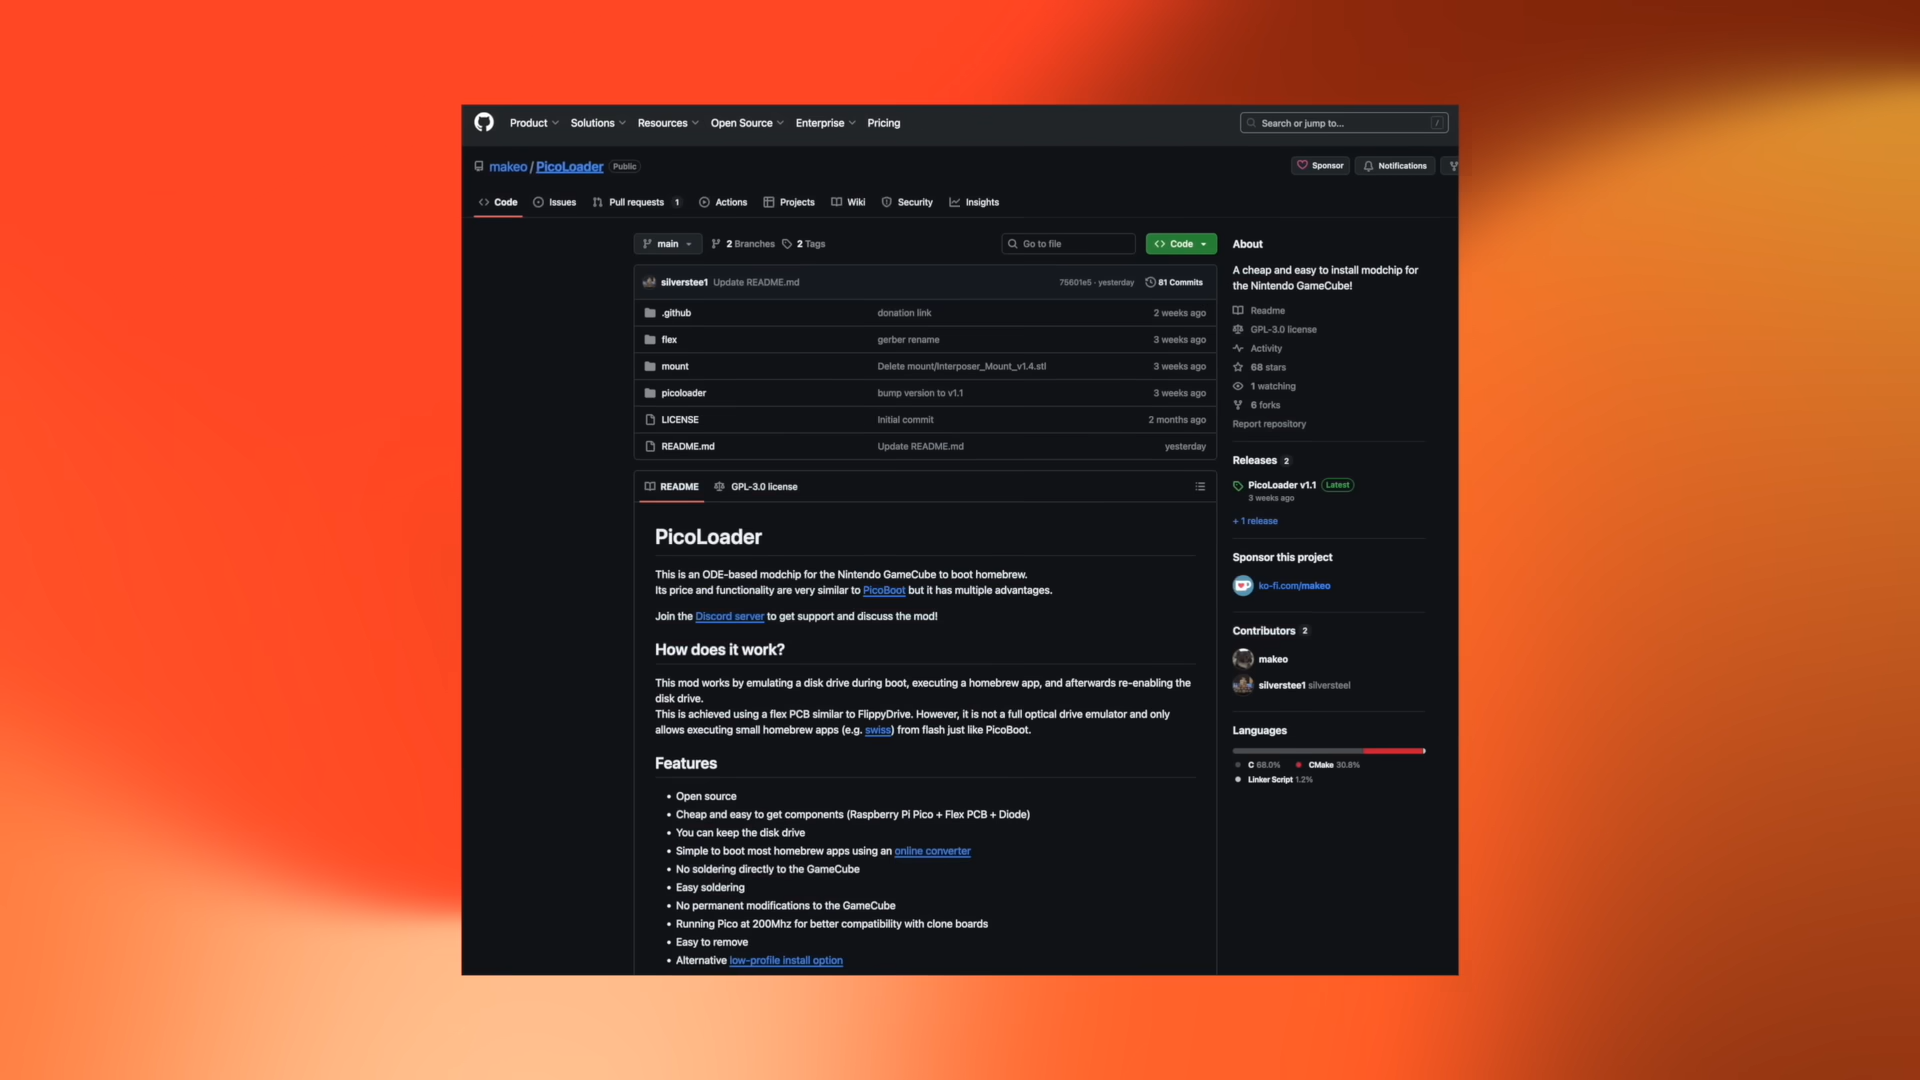 Product Solutions Resources Open Source Enterprise Pricing Search or jump to... /
makeo / PicoLoader Public Sponsor Notifications
Code Issues Pull requests 1 Actions Projects Wiki Security Insights
main 2 Branches 2 Tags Go to file Code
silverstee1 Update README.md 75601e5 · yesterday 81 Commits
.github donation link 2 weeks ago
flex gerber rename 3 weeks ago
mount Delete mount/Interposer_Mount_v1.4.stl 3 weeks ago
picoloader bump version to v1.1 3 weeks ago
LICENSE Initial commit 2 months ago
README.md Update README.md yesterday
README GPL-3.0 license
PicoLoader
This is an ODE-based modchip for the Nintendo GameCube to boot homebrew.
Its price and functionality are very similar to PicoBoot but it has multiple advantages.
Join the Discord server to get support and discuss the mod!
How does it work?
This mod works by emulating a disk drive during boot, executing a homebrew app, and afterwards re-enabling the
disk drive.
This is achieved using a flex PCB similar to FlippyDrive. However, it is not a full optical drive emulator and only
allows executing small homebrew apps (e.g. swiss) from flash just like PicoBoot.
Features
• Open source
• Cheap and easy to get components (Raspberry Pi Pico + Flex PCB + Diode)
• You can keep the disk drive
• Simple to boot most homebrew apps using an online converter
• No soldering directly to the GameCube
• Easy soldering
• No permanent modifications to the GameCube
• Running Pico at 200Mhz for better compatibility with clone boards
• Easy to remove
• Alternative low-profile install option
About
A cheap and easy to install modchip for
the Nintendo GameCube!
Readme
GPL-3.0 license
Activity
68 stars
1 watching
6 forks
Report repository
Releases 2
PicoLoader v1.1 Latest
3 weeks ago
+ 1 release
Sponsor this project
ko-fi.com/makeo
Contributors 2
makeo
silverstee1 silversteel
Languages
C 68.0% CMake 30.8%
Linker Script 1.2%